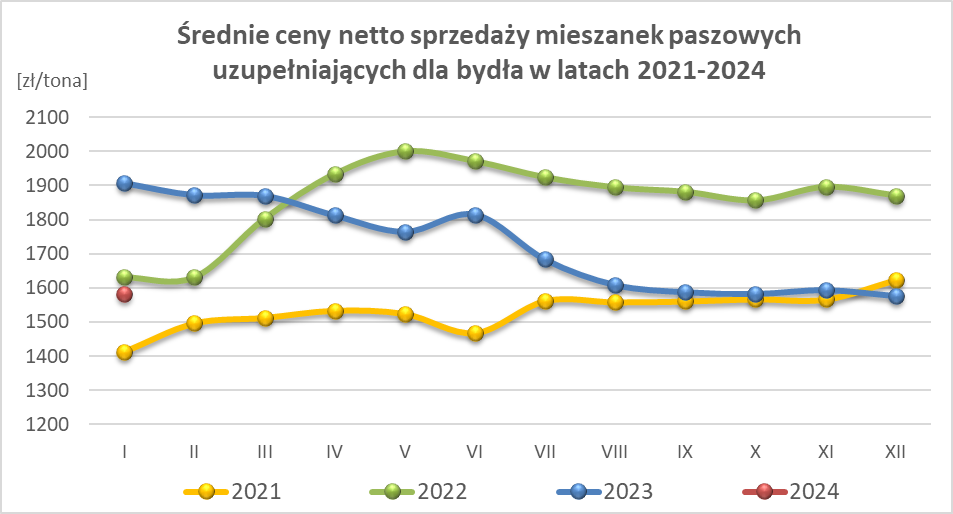 Średnie ceny netto sprzedaży mieszanek paszowych
uzupełniających dla bydła w latach 2021-2024
[zł/tona]
2100
2000
1900
1800
1700
1600
1500
1400
1300
1200
I II III IV V VI VII VIII IX X XI XII
2021 2022 2023 2024